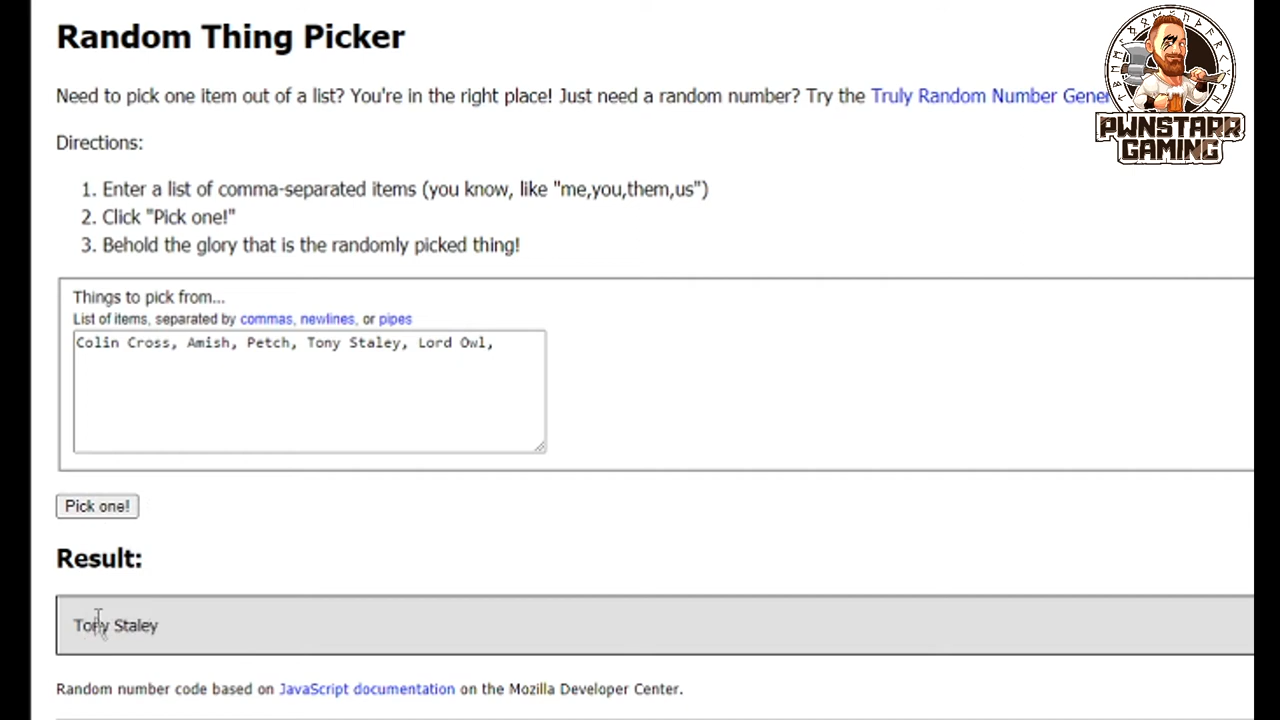 Random Thing Picker
Need to pick one item out of a list? You're in the right place! Just need a random number? Try the Truly Random Number Gener
Directions:
1. Enter a list of comma-separated items (you know, like "me,you,them,us")
2. Click "Pick one!"
3. Behold the glory that is the randomly picked thing!
Things to pick from...
List of items, separated by commas, newlines, or pipes
Colin Cross, Amish, Petch, Tony Staley, Lord Owl,
Pick one!
Result:
Tony Staley
Random number code based on JavaScript documentation on the Mozilla Developer Center.
PWNSTARR
GAMING